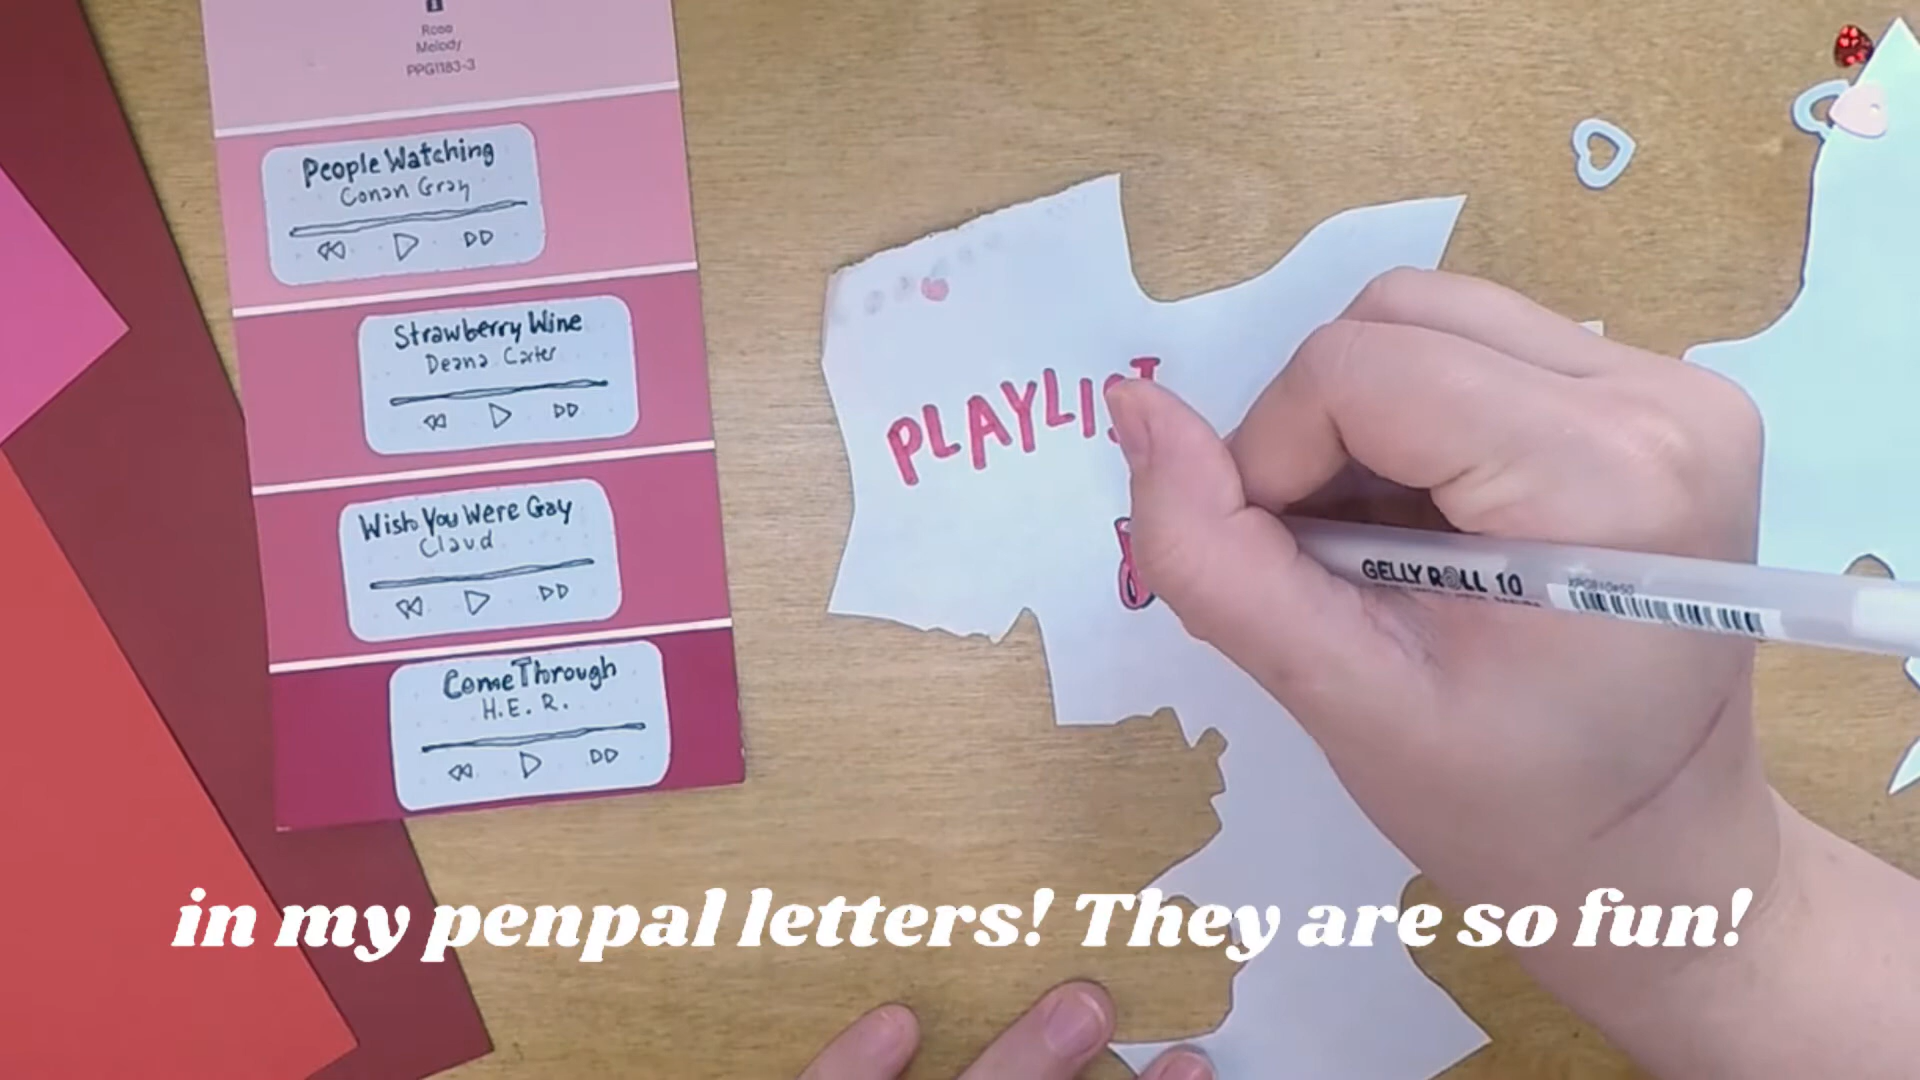 Rose
Melody
PPG1183-3
People Watching
Conan Gray
Strawberry Wine
Deana Carter
Wish You Were Gay
Claud
Come Through
H.E.R.
PLAYLIST
GELLY ROLL 10
in my penpal letters! They are so fun!